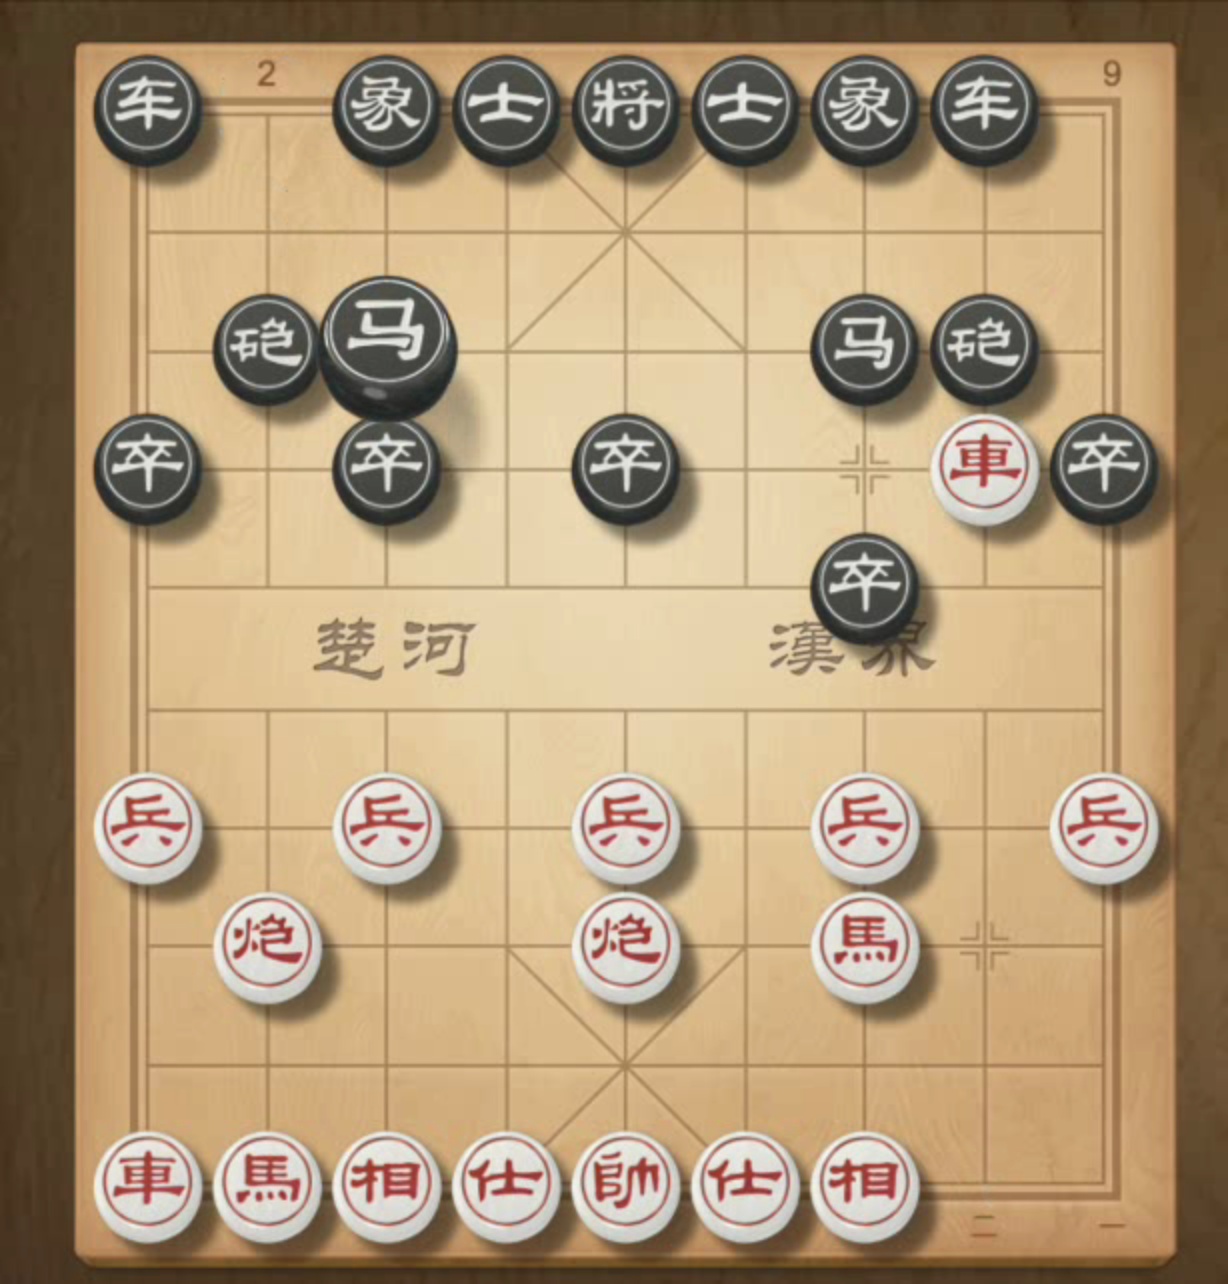 2 9
车 象 士 將 士 象 车
砲 马 马 砲
卒 卒 卒 車 卒
卒
楚河 漢界
兵 兵 兵 兵 兵
炮 炮 馬
車 馬 相 仕 帥 仕 相
二 一